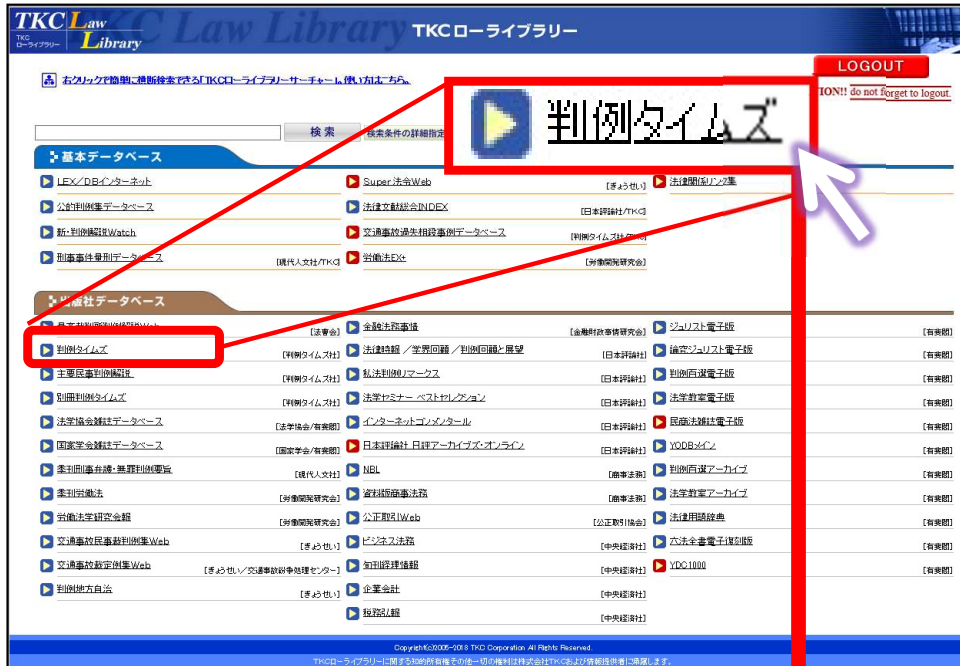 TKC Law Library
TKC
ローライブラリー
TKCローライブラリー
LOGOUT
右クリックで簡単に横断検索できる「TKCローライブラリーサーチャー」。使い方はこちら。
ION!! do not forget to logout.
検索
検索条件の詳細指定
判例タイムズ
基本データベース
LEX/DBインターネット
Super法令Web
[ぎょうせい]
法律関係リンク集
公的判例集データベース
法律文献総合INDEX
[日本評論社/TKC]
新・判例解説Watch
交通事故過失相殺事例データベース
刑事事件量刑データベース
[現代人文社/TKC]
労働法EX+
[労働開発研究会]
出版社データベース
[法曹会]
金融法務事情
[金融財政事情研究会]
ジュリスト電子版
[有斐閣]
判例タイムズ
[判例タイムズ社]
法律時報 /学界回顧 /判例回顧と展望
[日本評論社]
論究ジュリスト電子版
[有斐閣]
主要民事判例解説
[判例タイムズ社]
私法判例リマークス
[日本評論社]
判例百選電子版
[有斐閣]
別冊判例タイムズ
[判例タイムズ社]
法学セミナー ベストセレクション
[日本評論社]
法学教室電子版
[有斐閣]
法学協会雑誌データベース
[法学協会/有斐閣]
インターネットコンメンタール
[日本評論社]
民商法雑誌電子版
[有斐閣]
国家学会雑誌データベース
[国家学会/有斐閣]
日本評論社 日評アーカイブズ・オンライン
[日本評論社]
YODBメイン
[有斐閣]
季刊刑事弁護・無罪判例要旨
[現代人文社]
NBL
[商事法務]
判例百選アーカイブ
[有斐閣]
季刊労働法
[労働開発研究会]
資料版商事法務
[商事法務]
法学教室アーカイブ
[有斐閣]
労働法学研究会報
[労働開発研究会]
公正取引Web
[公正取引協会]
法律用語辞典
[有斐閣]
交通事故民事裁判例集Web
[ぎょうせい]
ビジネス法務
[中央経済社]
六法全書電子復刻版
[有斐閣]
交通事故裁定例集Web
[ぎょうせい/交通事故紛争処理センター]
旬刊経理情報
[中央経済社]
YDC1000
[有斐閣]
判例地方自治
[ぎょうせい]
企業会計
[中央経済社]
税務弘報
[中央経済社]
Copyright(c)2005-2018 TKC Corporation All Rights Reserved.
TKCローライブラリーに関する知的所有権その他一切の権利は株式会社TKCおよび情報提供者に帰属します。